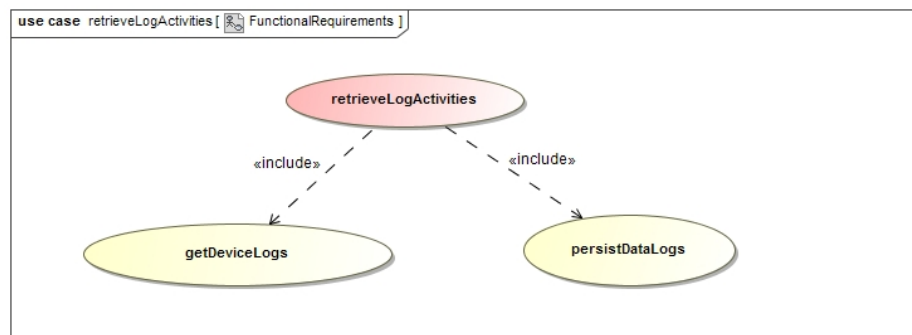 use case retrieveLogActivities [ FunctionalRequirements ]
retrieveLogActivities
«include»
«include»
getDeviceLogs
persistDataLogs